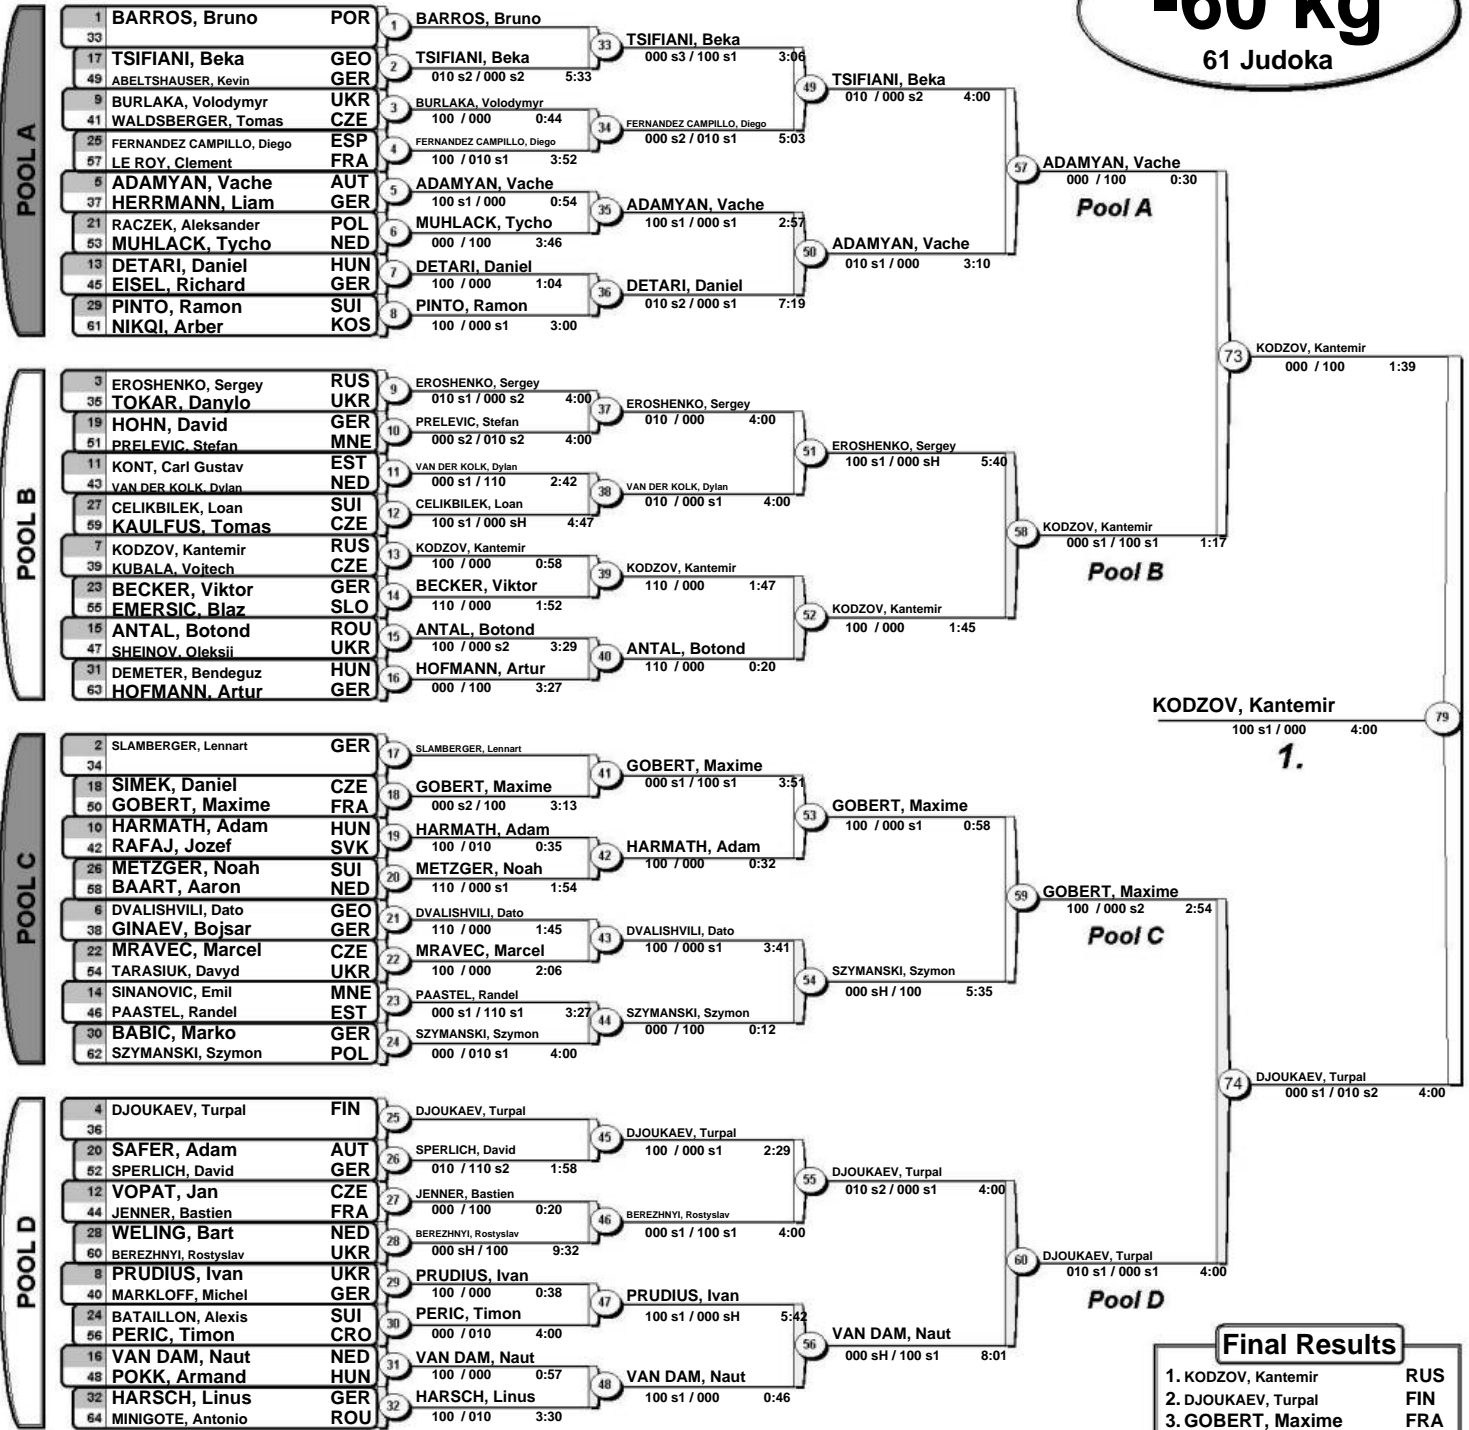 -60 kg
61 Judoka
POOL A
1 BARROS, Bruno POR
33
17 TSIFIANI, Beka GEO
49 ABELTSHAUSER, Kevin GER
9 BURLAKA, Volodymyr UKR
41 WALDSBERGER, Tomas CZE
25 FERNANDEZ CAMPILLO, Diego ESP
57 LE ROY, Clement FRA
5 ADAMYAN, Vache AUT
37 HERRMANN, Liam GER
21 RACZEK, Aleksander POL
53 MUHLACK, Tycho NED
13 DETARI, Daniel HUN
45 EISEL, Richard GER
29 PINTO, Ramon SUI
61 NIKQI, Arber KOS
1 BARROS, Bruno
2 TSIFIANI, Beka
010 s2 / 000 s2 5:33
3 BURLAKA, Volodymyr
100 / 000 0:44
4 FERNANDEZ CAMPILLO, Diego
100 / 010 s1 3:52
5 ADAMYAN, Vache
100 s1 / 000 0:54
6 MUHLACK, Tycho
000 / 100 3:46
7 DETARI, Daniel
100 / 000 1:04
8 PINTO, Ramon
100 / 000 s1 3:00
33 TSIFIANI, Beka
000 s3 / 100 s1 3:06
34 FERNANDEZ CAMPILLO, Diego
000 s2 / 010 s1 5:03
35 ADAMYAN, Vache
100 s1 / 000 s1 2:57
36 DETARI, Daniel
010 s2 / 000 s1 7:19
49 TSIFIANI, Beka
010 / 000 s2 4:00
50 ADAMYAN, Vache
010 s1 / 000 3:10
57 ADAMYAN, Vache
000 / 100 0:30
Pool A
POOL B
3 EROSHENKO, Sergey RUS
35 TOKAR, Danylo UKR
19 HOHN, David GER
51 PRELEVIC, Stefan MNE
11 KONT, Carl Gustav EST
43 VAN DER KOLK, Dylan NED
27 CELIKBILEK, Loan SUI
59 KAULFUS, Tomas CZE
7 KODZOV, Kantemir RUS
39 KUBALA, Vojtech CZE
23 BECKER, Viktor GER
55 EMERSIC, Blaz SLO
15 ANTAL, Botond ROU
47 SHEINOV, Oleksii UKR
31 DEMETER, Bendeguz HUN
63 HOFMANN, Artur GER
9 EROSHENKO, Sergey
010 s1 / 000 s2 4:00
10 PRELEVIC, Stefan
000 s2 / 010 s2 4:00
11 VAN DER KOLK, Dylan
000 s1 / 110 2:42
12 CELIKBILEK, Loan
100 s1 / 000 sH 4:47
13 KODZOV, Kantemir
100 / 000 0:58
14 BECKER, Viktor
110 / 000 1:52
15 ANTAL, Botond
100 / 000 s2 3:29
16 HOFMANN, Artur
000 / 100 3:27
37 EROSHENKO, Sergey
010 / 000 4:00
38 VAN DER KOLK, Dylan
010 / 000 s1 4:00
39 KODZOV, Kantemir
110 / 000 1:47
40 ANTAL, Botond
110 / 000 0:20
51 EROSHENKO, Sergey
100 s1 / 000 sH 5:40
52 KODZOV, Kantemir
100 / 000 1:45
58 KODZOV, Kantemir
000 s1 / 100 s1 1:17
Pool B
73 KODZOV, Kantemir
000 / 100 1:39
KODZOV, Kantemir 79
100 s1 / 000 4:00
1.
POOL C
2 SLAMBERGER, Lennart GER
34
18 SIMEK, Daniel CZE
50 GOBERT, Maxime FRA
10 HARMATH, Adam HUN
42 RAFAJ, Jozef SVK
26 METZGER, Noah SUI
58 BAART, Aaron NED
6 DVALISHVILI, Dato GEO
38 GINAEV, Bojsar GER
22 MRAVEC, Marcel CZE
54 TARASIUK, Davyd UKR
14 SINANOVIC, Emil MNE
46 PAASTEL, Randel EST
30 BABIC, Marko GER
62 SZYMANSKI, Szymon POL
17 SLAMBERGER, Lennart
18 GOBERT, Maxime
000 s2 / 100 3:13
19 HARMATH, Adam
100 / 010 0:35
20 METZGER, Noah
110 / 000 s1 1:54
21 DVALISHVILI, Dato
110 / 000 1:45
22 MRAVEC, Marcel
100 / 000 2:06
23 PAASTEL, Randel
000 s1 / 110 s1 3:27
24 SZYMANSKI, Szymon
000 / 010 s1 4:00
41 GOBERT, Maxime
000 s1 / 100 s1 3:51
42 HARMATH, Adam
100 / 000 0:32
43 DVALISHVILI, Dato
100 / 000 s1 3:41
44 SZYMANSKI, Szymon
000 / 100 0:12
53 GOBERT, Maxime
100 / 000 s1 0:58
54 SZYMANSKI, Szymon
000 sH / 100 5:35
59 GOBERT, Maxime
100 / 000 s2 2:54
Pool C
POOL D
4 DJOUKAEV, Turpal FIN
36
20 SAFER, Adam AUT
52 SPERLICH, David GER
12 VOPAT, Jan CZE
44 JENNER, Bastien FRA
28 WELING, Bart NED
60 BEREZHNYI, Rostyslav UKR
8 PRUDIUS, Ivan UKR
40 MARKLOFF, Michel GER
24 BATAILLON, Alexis SUI
56 PERIC, Timon CRO
16 VAN DAM, Naut NED
48 POKK, Armand HUN
32 HARSCH, Linus GER
64 MINIGOTE, Antonio ROU
25 DJOUKAEV, Turpal
26 SPERLICH, David
010 / 110 s2 1:58
27 JENNER, Bastien
000 / 100 0:20
28 BEREZHNYI, Rostyslav
000 sH / 100 9:32
29 PRUDIUS, Ivan
100 / 000 0:38
30 PERIC, Timon
000 / 010 4:00
31 VAN DAM, Naut
100 / 000 0:57
32 HARSCH, Linus
100 / 010 3:30
45 DJOUKAEV, Turpal
100 / 000 s1 2:29
46 BEREZHNYI, Rostyslav
000 s1 / 100 s1 4:00
47 PRUDIUS, Ivan
100 s1 / 000 sH 5:42
48 VAN DAM, Naut
100 s1 / 000 0:46
55 DJOUKAEV, Turpal
010 s2 / 000 s1 4:00
56 VAN DAM, Naut
000 sH / 100 s1 8:01
60 DJOUKAEV, Turpal
010 s1 / 000 s1 4:00
Pool D
74 DJOUKAEV, Turpal
000 s1 / 010 s2 4:00
Final Results
1. KODZOV, Kantemir RUS
2. DJOUKAEV, Turpal FIN
3. GOBERT, Maxime FRA